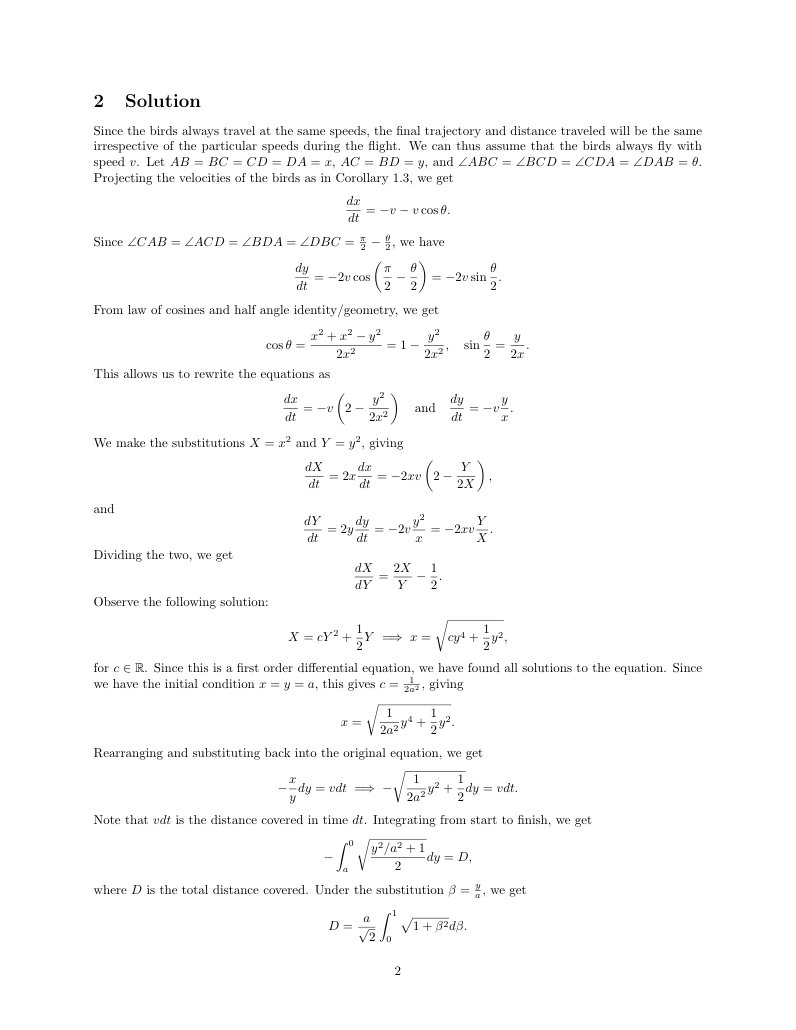 2 Solution
Since the birds always travel at the same speeds, the final trajectory and distance traveled will be the same
irrespective of the particular speeds during the flight. We can thus assume that the birds always fly with
speed v. Let AB = BC = CD = DA = x, AC = BD = y, and ∠ABC = ∠BCD = ∠CDA = ∠DAB = θ.
Projecting the velocities of the birds as in Corollary 1.3, we get
dx/dt = −v − v cos θ.
Since ∠CAB = ∠ACD = ∠BDA = ∠DBC = π/2 − θ/2, we have
dy/dt = −2v cos (π/2 − θ/2) = −2v sin θ/2.
From law of cosines and half angle identity/geometry, we get
cos θ = (x² + x² − y²)/(2x²) = 1 − y²/(2x²), sin θ/2 = y/(2x).
This allows us to rewrite the equations as
dx/dt = −v (2 − y²/(2x²)) and dy/dt = −v y/x.
We make the substitutions X = x² and Y = y², giving
dX/dt = 2x dx/dt = −2xv (2 − Y/(2X)),
and
dY/dt = 2y dy/dt = −2v y²/x = −2xv Y/X.
Dividing the two, we get
dX/dY = 2X/Y − 1/2.
Observe the following solution:
X = cY² + 1/2 Y ⟹ x = √(cy⁴ + 1/2 y²),
for c ∈ ℝ. Since this is a first order differential equation, we have found all solutions to the equation. Since
we have the initial condition x = y = a, this gives c = 1/(2a²), giving
x = √(1/(2a²) y⁴ + 1/2 y²).
Rearranging and substituting back into the original equation, we get
−x/y dy = vdt ⟹ −√(1/(2a²) y² + 1/2) dy = vdt.
Note that vdt is the distance covered in time dt. Integrating from start to finish, we get
−∫ₐ⁰ √((y²/a² + 1)/2) dy = D,
where D is the total distance covered. Under the substitution β = y/a, we get
D = a/√2 ∫₀¹ √(1 + β²) dβ.
2